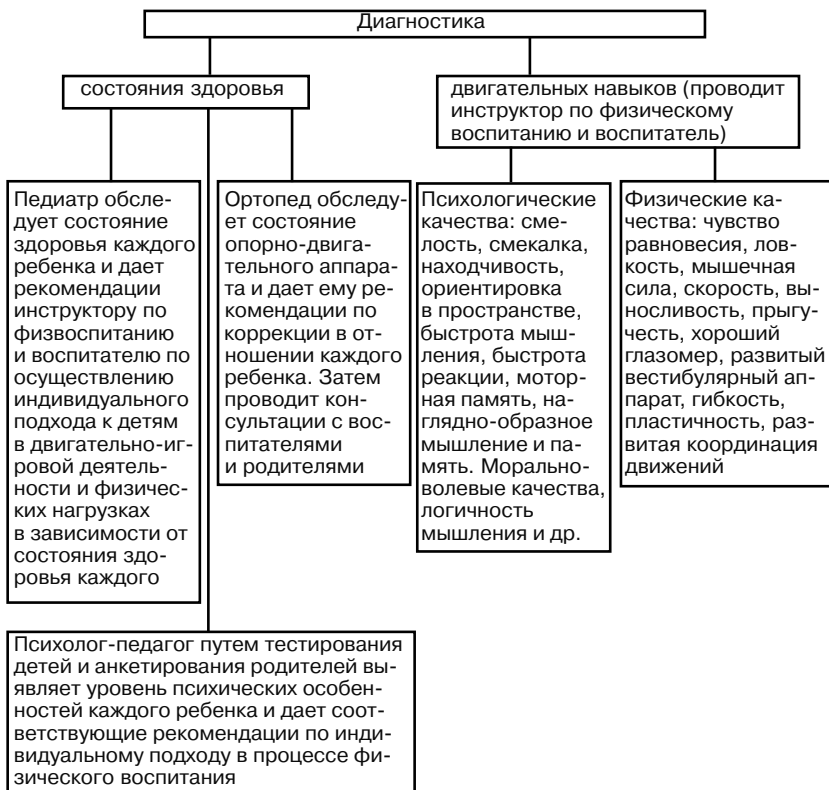 Диагностика
состояния здоровья
двигательных навыков (проводит
инструктор по физическому
воспитанию и воспитатель)
Педиатр обсле-
дует состояние
здоровья каждого
ребенка и дает
рекомендации
инструктору по
физвоспитанию
и воспитателю по
осуществлению
индивидуального
подхода к детям
в двигательно-иг-
ровой деятель-
ности и физичес-
ких нагрузках
в зависимости от
состояния здо-
ровья каждого
Ортопед обследу-
ет состояние
опорно-двига-
тельного аппара-
та и дает ему ре-
комендации по
коррекции в от-
ношении каждого
ребенка. Затем
проводит кон-
сультации с вос-
питателями
и родителями
Психологические
качества: сме-
лость, смекалка,
находчивость,
ориентировка
в пространстве,
быстрота мыш-
ления, быстрота
реакции, мотор-
ная память, на-
глядно-образное
мышление и па-
мять. Морально-
волевые качества,
логичность
мышления и др.
Физические ка-
чества: чувство
равновесия, лов-
кость, мышечная
сила, скорость, вы-
носливость, прыгу-
честь, хороший
глазомер, развитый
вестибулярный ап-
парат, гибкость,
пластичность, раз-
витая координация
движений
Психолог-педагог путем тестирования
детей и анкетирования родителей вы-
являет уровень психических особен-
ностей каждого ребенка и дает соот-
ветствующие рекомендации по инди-
видуальному подходу в процессе фи-
зического воспитания